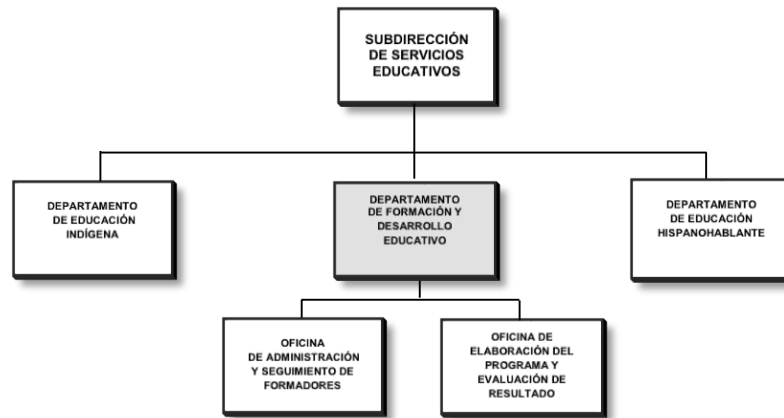 SUBDIRECCIÓN
DE SERVICIOS
EDUCATIVOS
DEPARTAMENTO
DE EDUCACIÓN
INDÍGENA
DEPARTAMENTO
DE FORMACIÓN Y
DESARROLLO
EDUCATIVO
DEPARTAMENTO
DE EDUCACIÓN
HISPANOHABLANTE
OFICINA
DE ADMINISTRACIÓN
Y SEGUIMIENTO DE
FORMADORES
OFICINA DE
ELABORACIÓN DEL
PROGRAMA Y
EVALUACIÓN DE
RESULTADO